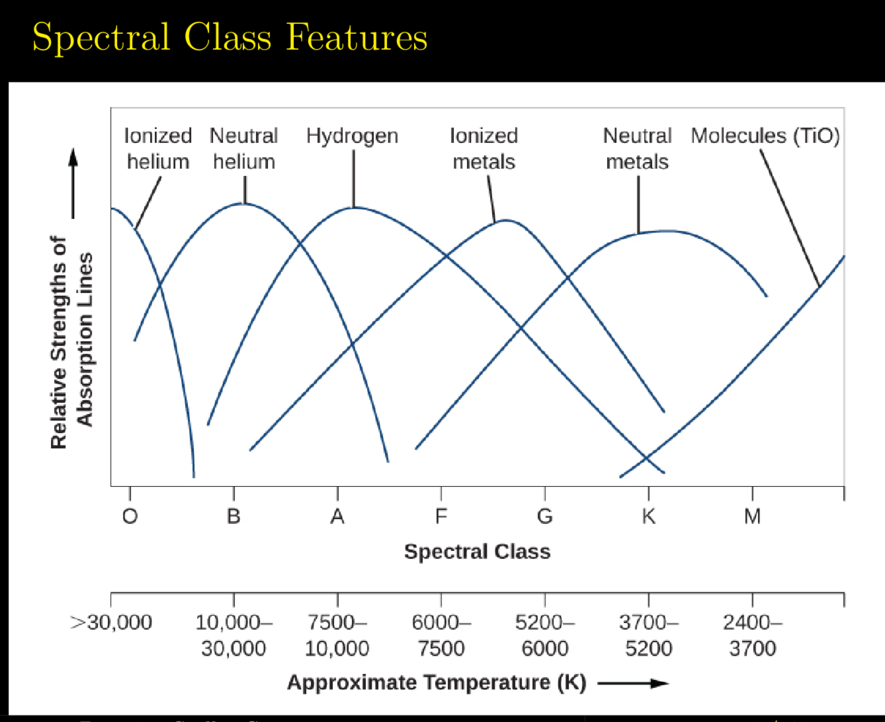 Spectral Class Features
Ionized helium
Neutral helium
Hydrogen
Ionized metals
Neutral metals
Molecules (TiO)
Relative Strengths of
Absorption Lines
O B A F G K M
Spectral Class
>30,000
10,000–
30,000
7500–
10,000
6000–
7500
5200–
6000
3700–
5200
2400–
3700
Approximate Temperature (K)